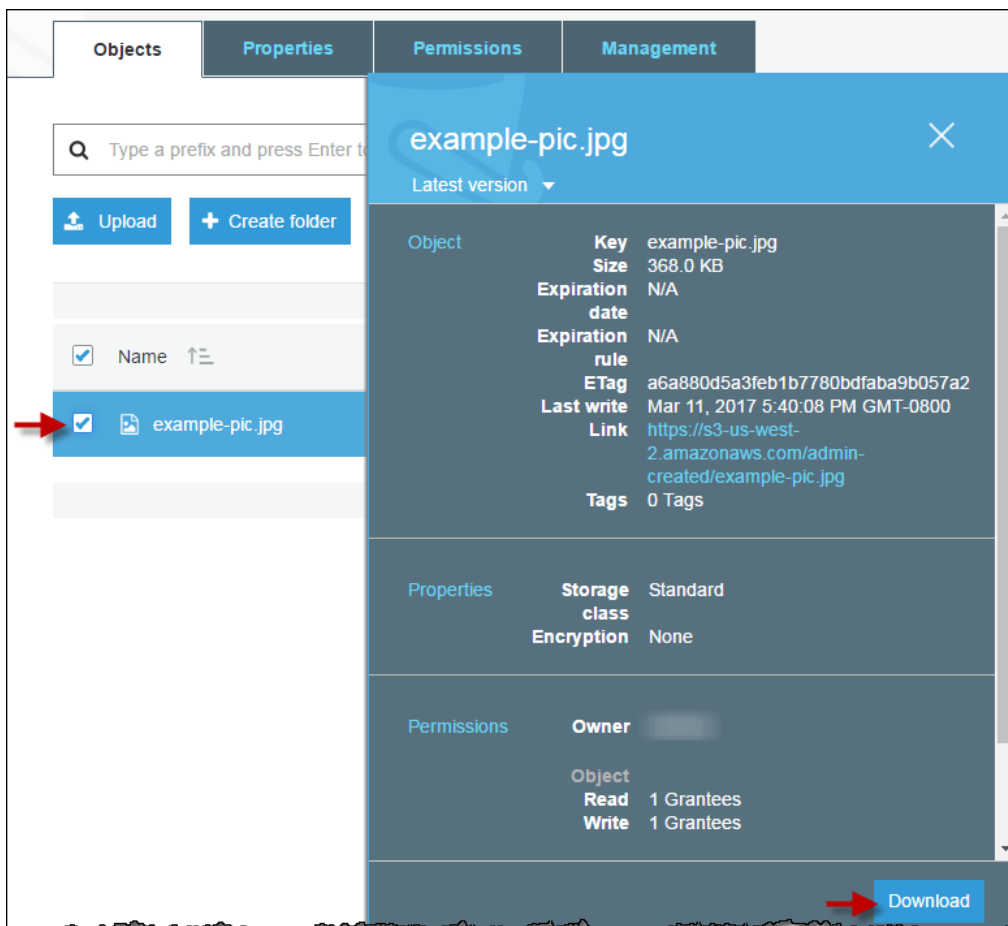 Objects Properties Permissions Management
Type a prefix and press Enter t
Upload Create folder
Name
example-pic.jpg
example-pic.jpg
Latest version
Object
Key example-pic.jpg
Size 368.0 KB
Expiration N/A
date
Expiration N/A
rule
ETag a6a880d5a3feb1b7780bdfaba9b057a2
Last write Mar 11, 2017 5:40:08 PM GMT-0800
Link https://s3-us-west-
2.amazonaws.com/admin-
created/example-pic.jpg
Tags 0 Tags
Properties
Storage Standard
class
Encryption None
Permissions
Owner
Object
Read 1 Grantees
Write 1 Grantees
Download